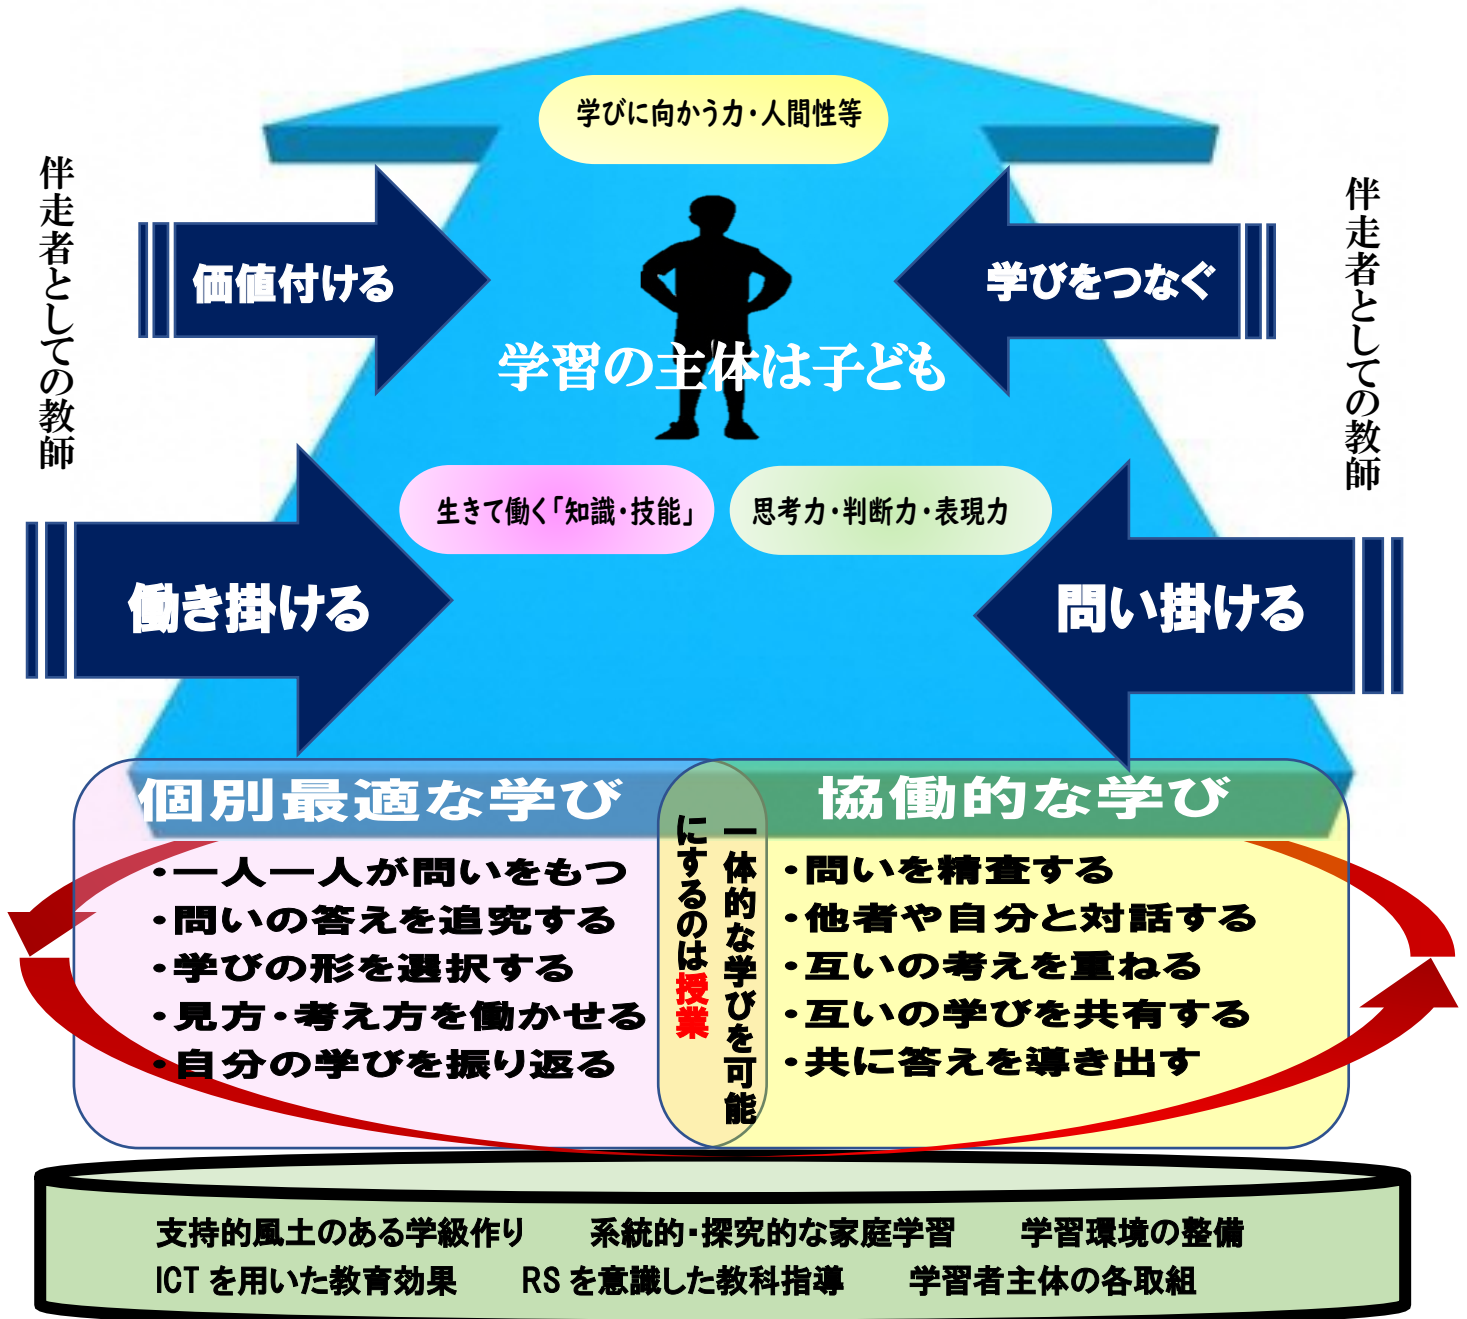 学びに向かう力・人間性等
伴走者としての教師
伴走者としての教師
価値付ける
学びをつなぐ
学習の主体は子ども
生きて働く「知識・技能」
思考力・判断力・表現力
働き掛ける
問い掛ける
個別最適な学び
・一人一人が問いをもつ
・問いの答えを追究する
・学びの形を選択する
・見方・考え方を働かせる
・自分の学びを振り返る
一体的な学びを可能
にするのは授業
協働的な学び
・問いを精査する
・他者や自分と対話する
・互いの考えを重ねる
・互いの学びを共有する
・共に答えを導き出す
支持的風土のある学級作り　系統的・探究的な家庭学習　学習環境の整備
ICT を用いた教育効果　RS を意識した教科指導　学習者主体の各取組